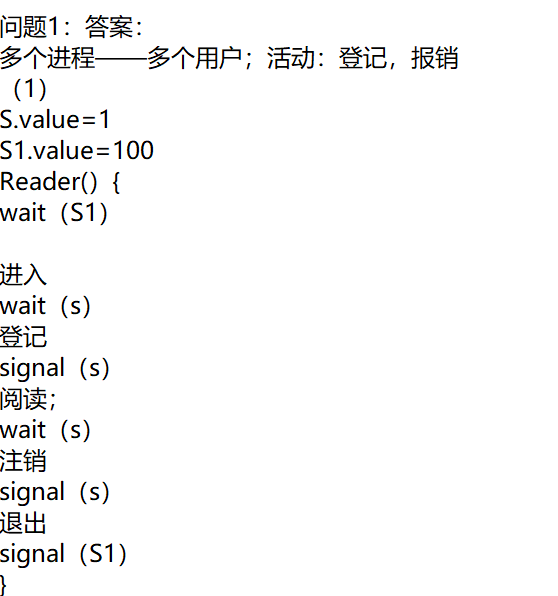 问题1：答案：
多个进程——多个用户；活动：登记，报销
（1）
S.value=1
S1.value=100
Reader()｛
wait（S1）
进入
wait（s）
登记
signal（s）
阅读；
wait（s）
注销
signal（s）
退出
signal（S1）
}